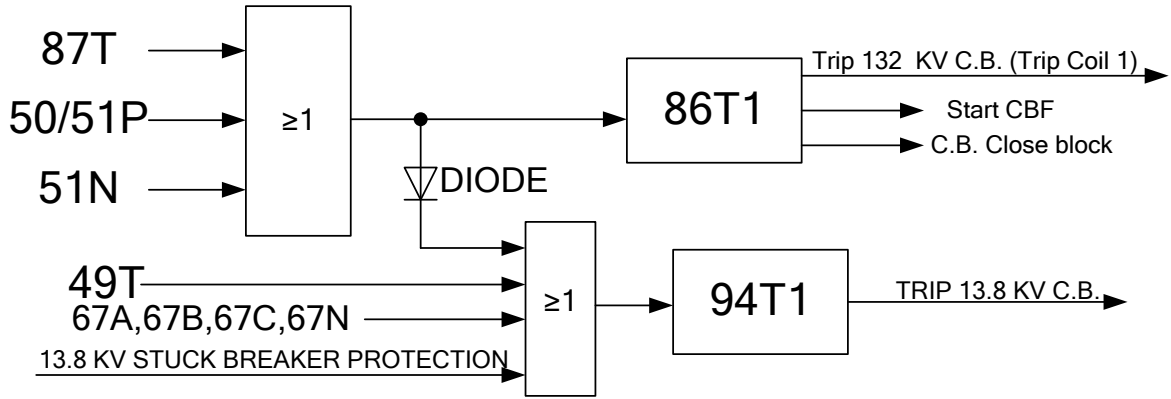 87T
50/51P
51N
≥1
86T1
Trip 132 KV C.B. (Trip Coil 1)
Start CBF
C.B. Close block
DIODE
49T
67A,67B,67C,67N
13.8 KV STUCK BREAKER PROTECTION
≥1
94T1
TRIP 13.8 KV C.B.